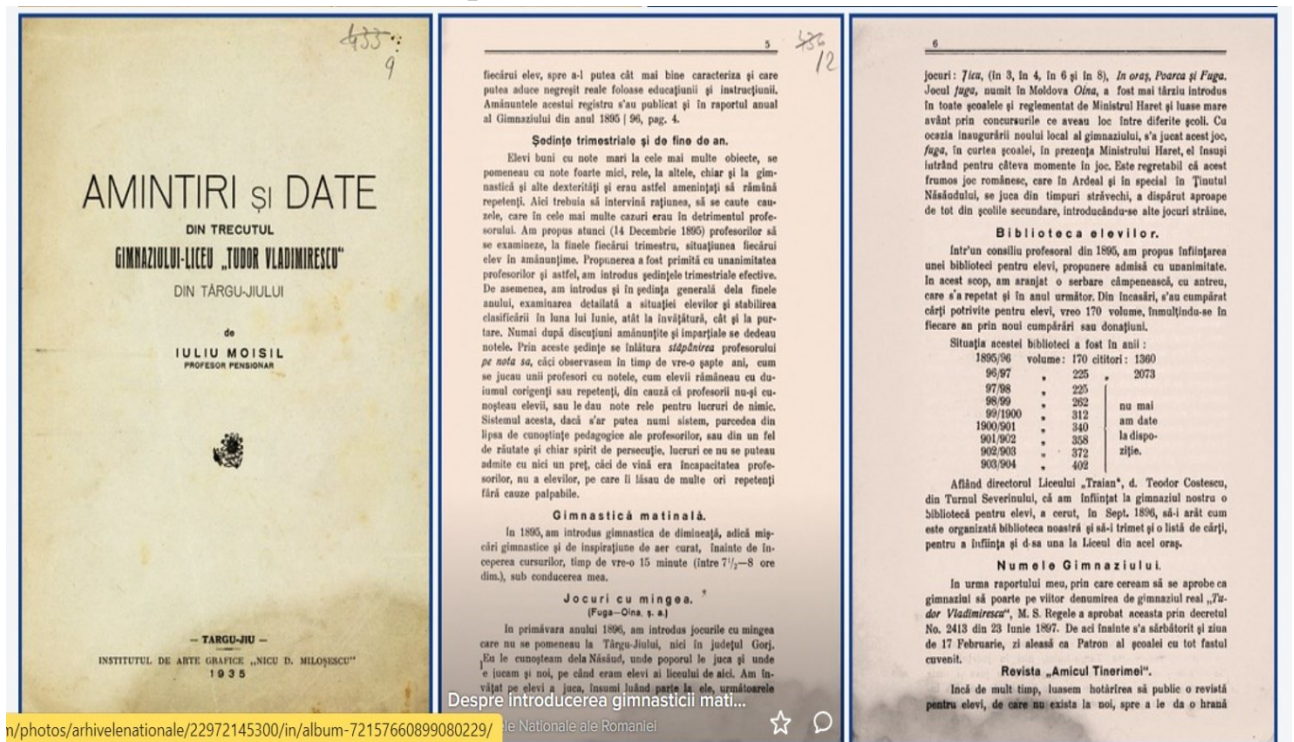 433
9
AMINTIRI ȘI DATE
DIN TRECUTUL
GIMNAZIULUI-LICEU „TUDOR VLADIMIRESCU“
DIN TÂRGU-JIULUI
de
IULIU MOISIL
PROFESOR PENSIONAR
— TARGU-JIU —
INSTITUTUL DE ARTE GRAFICE „NICU D. MILOȘESCU“
1935
5
436
12
fiecărui elev, spre a-l putea cât mai bine caracteriza și care
putea aduce negreșit reale foloase educațiunii și instrucțiunii.
Amănuntele acestui registru s'au publicat și în raportul anual
al Gimnaziului din anul 1895 | 96, pag. 4.
Ședințe trimestriale și de fine de an.
Elevi buni cu note mari la cele mai multe obiecte, se
pomeneau cu note foarte mici, rele, la altele, chiar și la gim-
nastică și alte dexterități și erau astfel amenințați să rămână
repetenți. Aici trebuia să intervină rațiunea, să se caute cau-
zele, care în cele mai multe cazuri erau în detrimentul profe-
sorului. Am propus atunci (14 Decembrie 1895) profesorilor să
se examineze, la finele fiecărui trimestru, situațiunea fiecărui
elev în amănunțime. Propunerea a fost primită cu unanimitatea
profesorilor și astfel, am introdus ședințele trimestriale efective.
De asemenea, am introdus și în ședința generală dela finele
anului, examinarea detailată a situației elevilor și stabilirea
clasificării în luna lui Iunie, atât la învățătură, cât și la pur-
tare. Numai după discuțiuni amănunțite și imparțiale se dedeau
notele. Prin aceste ședințe se înlătura stăpânirea profesorului
pe nota sa, căci observasem în timp de vre-o șapte ani, cum
se jucau unii profesori cu notele, cum elevii rămâneau cu du-
iumul corigenți sau repetenți, din cauză că profesorii nu-și cu-
noșteau elevii, sau le dau note rele pentru lucruri de nimic.
Sistemul acesta, dacă s'ar putea numi sistem, purcedea din
lipsa de cunoștințe pedagogice ale profesorilor, sau din un fel
de răutate și chiar spirit de persecuție, lucruri ce nu se puteau
admite cu nici un preț, căci de vină era incapacitatea profe-
sorilor, nu a elevilor, pe care îi lăsau de multe ori repetenți
fără cauze palpabile.
Gimnastică matinală.
In 1895, am introdus gimnastica de dimineață, adică miș-
cări gimnastice și de inspirațiune de aer curat, înainte de în-
ceperea cursurilor, timp de vre-o 15 minute (între 7½—8 ore
dim.), sub conducerea mea.
Jocuri cu mingea.
(Fuga—Oina, ș. a.)
In primăvara anului 1896, am introdus jocurile cu mingea
care nu se pomeneau la Târgu-Jiului, nici în județul Gorj.
Eu le cunoșteam dela Năsăud, unde poporul le juca și unde
e jucam și noi, pe când eram elevi ai liceului de aici. Am în-
vățat pe elevi a juca, însumi luând parte la ele, următoarele
Despre introducerea gimnasticii mati...
le Nationale ale Romaniei
m/photos/arhivelenationale/22972145300/in/album-72157660899080229/
6
jocuri: Țica, (în 3, în 4, în 6 și în 8), In oraș, Poarca și Fuga.
Jocul fuga, numit în Moldova Oina, a fost mai târziu introdus
în toate școalele și reglementat de Ministrul Haret și luase mare
avânt prin concursurile ce aveau loc între diferite școli. Cu
ocazia inaugurării noului local al gimnaziului, s'a jucat acest joc,
fuga, în curtea școalei, în prezența Ministrului Haret, el însuși
intrând pentru câteva momente în joc. Este regretabil că acest
frumos joc românesc, care în Ardeal și în special în Ținutul
Năsăudului, se juca din timpuri străvechi, a dispărut aproape
de tot din școlile secundare, introducându-se alte jocuri străine.
Biblioteca elevilor.
Intr'un consiliu profesoral din 1895, am propus înființarea
unei biblioteci pentru elevi, propunere admisă cu unanimitate.
In acest scop, am aranjat o serbare câmpenească, cu antreu,
care s'a repetat și în anul următor. Din încasări, s'au cumpărat
cărți potrivite pentru elevi, vreo 170 volume, înmulțindu-se în
fiecare an prin noui cumpărări sau donațiuni.
Situația acestei biblioteci a fost în anii :
1895/96 volume: 170 cititori: 1360
96/97 „ 225 „ 2073
97/98 „ 225
98/99 „ 262 nu mai
99/1900 „ 312 am date
1900/901 „ 340 la dispo-
901/902 „ 358 ziție.
902/903 „ 372
903/904 „ 402
Aflând directorul Liceului „Traian“, d. Teodor Costescu,
din Turnul Severinului, că am înființat la gimnaziul nostru o
bibliotecă pentru elevi, a cerut, în Sept. 1896, să-i arăt cum
este organizată biblioteca noastră și să-i trimet și o listă de cărți,
pentru a înființa și d-sa una la Liceul din acel oraș.
Numele Gimnaziului.
In urma raportului meu, prin care ceream să se aprobe ca
gimnaziul să poarte pe viitor denumirea de gimnaziul real „Tu-
dor Vladimirescu“, M. S. Regele a aprobat aceasta prin decretul
No. 2413 din 23 Iunie 1897. De aci înainte s'a sărbătorit și ziua
de 17 Februarie, zi aleasă ca Patron al școalei cu tot fastul
cuvenit.
Revista „Amicul Tinerimei“.
Incă de mult timp, luasem hotărîrea să public o revistă
pentru elevi, de care nu exista la noi, spre a le da o hrană